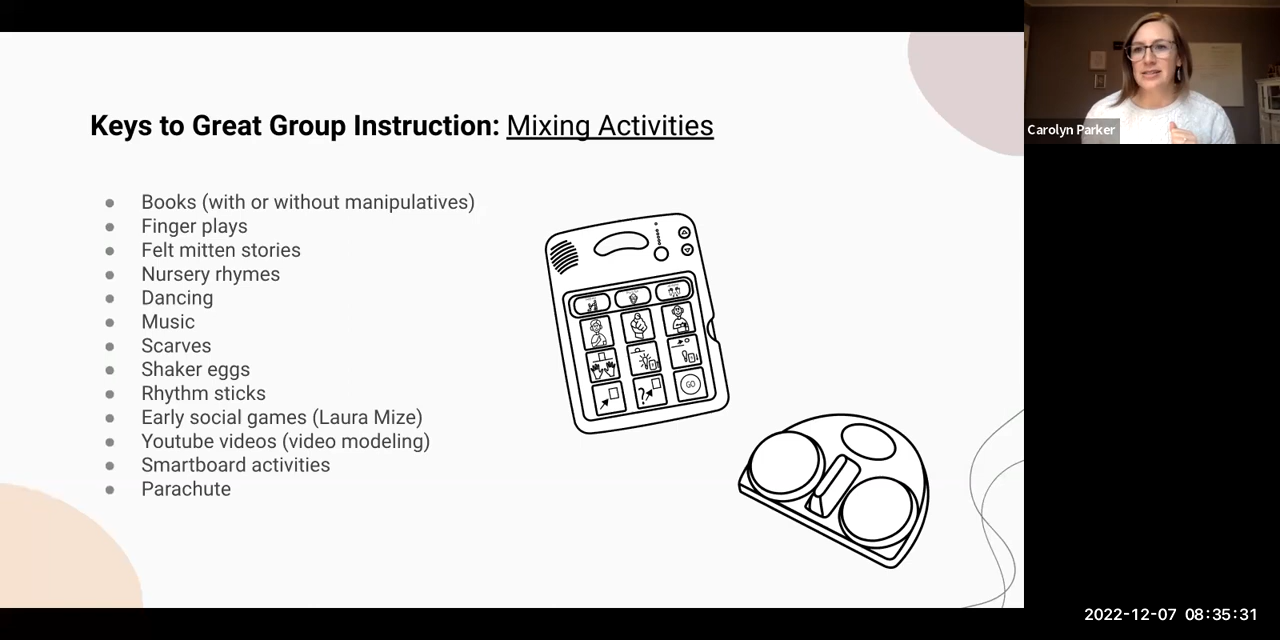 Keys to Great Group Instruction: Mixing Activities
Books (with or without manipulatives)
Finger plays
Felt mitten stories
Nursery rhymes
Dancing
Music
Scarves
Shaker eggs
Rhythm sticks
Early social games (Laura Mize)
Youtube videos (video modeling)
Smartboard activities
Parachute
GO
Carolyn Parker
2022-12-07 08:35:31